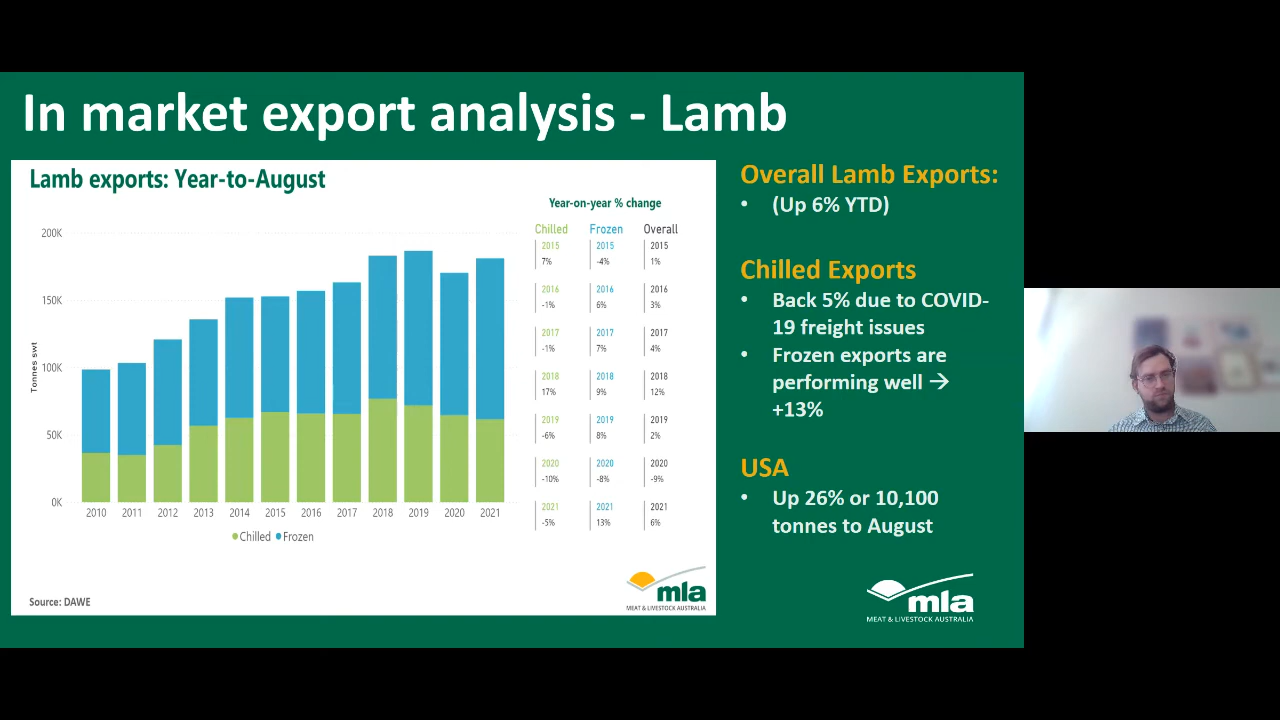 In market export analysis - Lamb
Lamb exports: Year-to-August
Year-on-year % change
Chilled Frozen Overall
2015 2015 2015
7% -4% 1%
2016 2016 2016
-1% 6% 3%
2017 2017 2017
-1% 7% 4%
2018 2018 2018
17% 9% 12%
2019 2019 2019
-6% 8% 2%
2020 2020 2020
-10% -8% -9%
2021 2021 2021
-5% 13% 6%
200K
150K
100K
50K
0K
Tonnes swt
2010 2011 2012 2013 2014 2015 2016 2017 2018 2019 2020 2021
Chilled Frozen
Source: DAWE
mla
MEAT & LIVESTOCK AUSTRALIA
Overall Lamb Exports:
• (Up 6% YTD)
Chilled Exports
• Back 5% due to COVID-
19 freight issues
• Frozen exports are
performing well →
+13%
USA
• Up 26% or 10,100
tonnes to August
mla
MEAT & LIVESTOCK AUSTRALIA